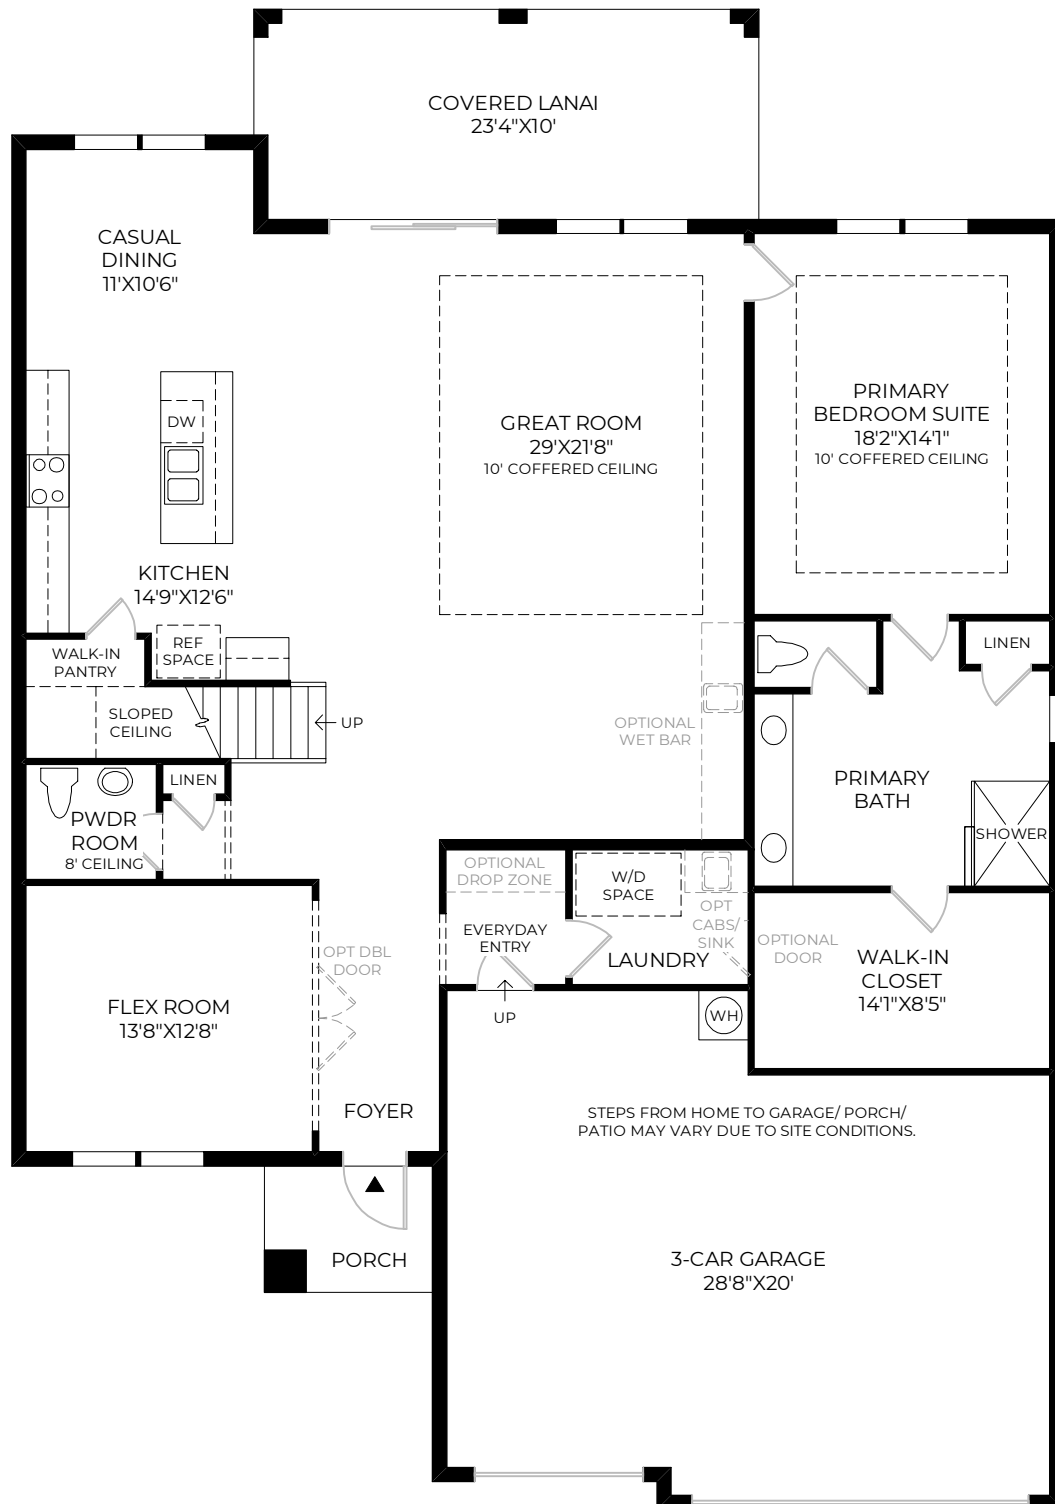 COVERED LANAI
23'4"X10'
CASUAL
DINING
11'X10'6"
GREAT ROOM
29'X21'8"
10' COFFERED CEILING
PRIMARY
BEDROOM SUITE
18'2"X14'1"
10' COFFERED CEILING
DW
KITCHEN
14'9"X12'6"
WALK-IN
PANTRY
REF
SPACE
LINEN
SLOPED
CEILING
UP
OPTIONAL
WET BAR
PRIMARY
BATH
SHOWER
LINEN
PWDR
ROOM
8' CEILING
OPTIONAL
DROP ZONE
W/D
SPACE
OPT
CABS/
SINK
EVERYDAY
ENTRY
LAUNDRY
OPTIONAL
DOOR
WALK-IN
CLOSET
14'1"X8'5"
OPT DBL
DOOR
FLEX ROOM
13'8"X12'8"
UP
WH
FOYER
STEPS FROM HOME TO GARAGE/ PORCH/
PATIO MAY VARY DUE TO SITE CONDITIONS.
PORCH
3-CAR GARAGE
28'8"X20'